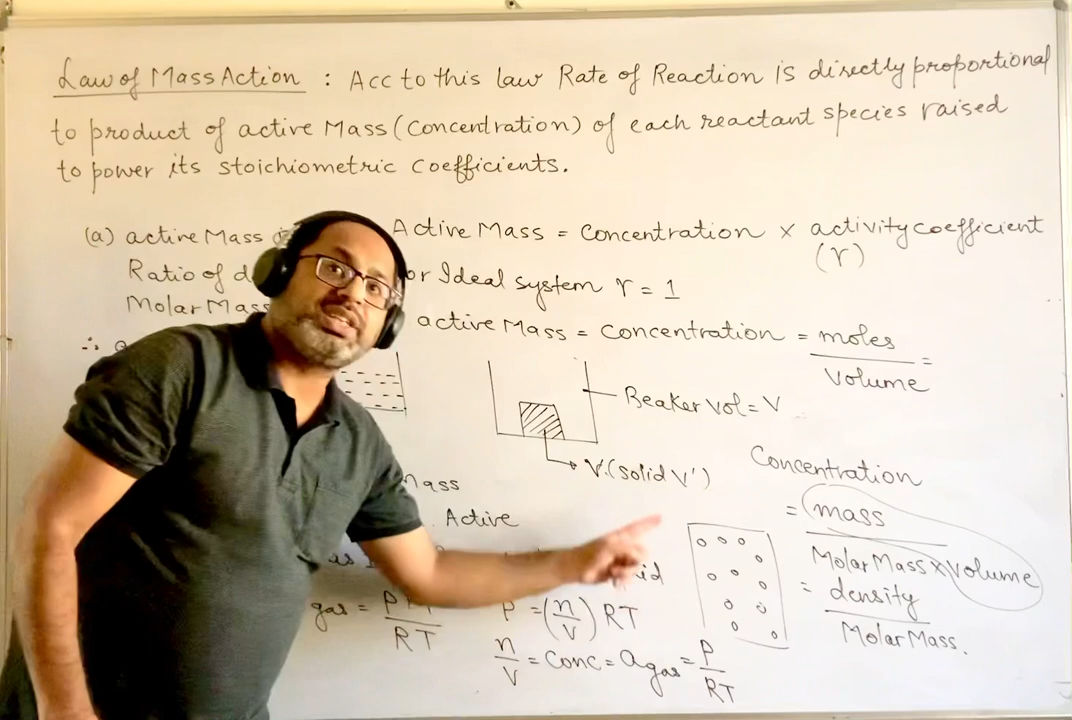 Law of Mass Action : Acc to this law Rate of Reaction is directly proportional
to product of active Mass (Concentration) of each reactant species raised
to power its stoichiometric coefficients.
(a) active Mass
Ratio of
Molar Mass
∴
Active Mass = Concentration × activity coefficient
(γ)
or Ideal system γ = 1
active Mass = Concentration = moles / Volume =
Beaker Vol = V
V. (solid V')
Mass
Active
gas = P / RT
P = (n/V) RT
n/V = Conc = a gas = P/RT
Concentration
= mass / Molar Mass × Volume
= density / Molar Mass.